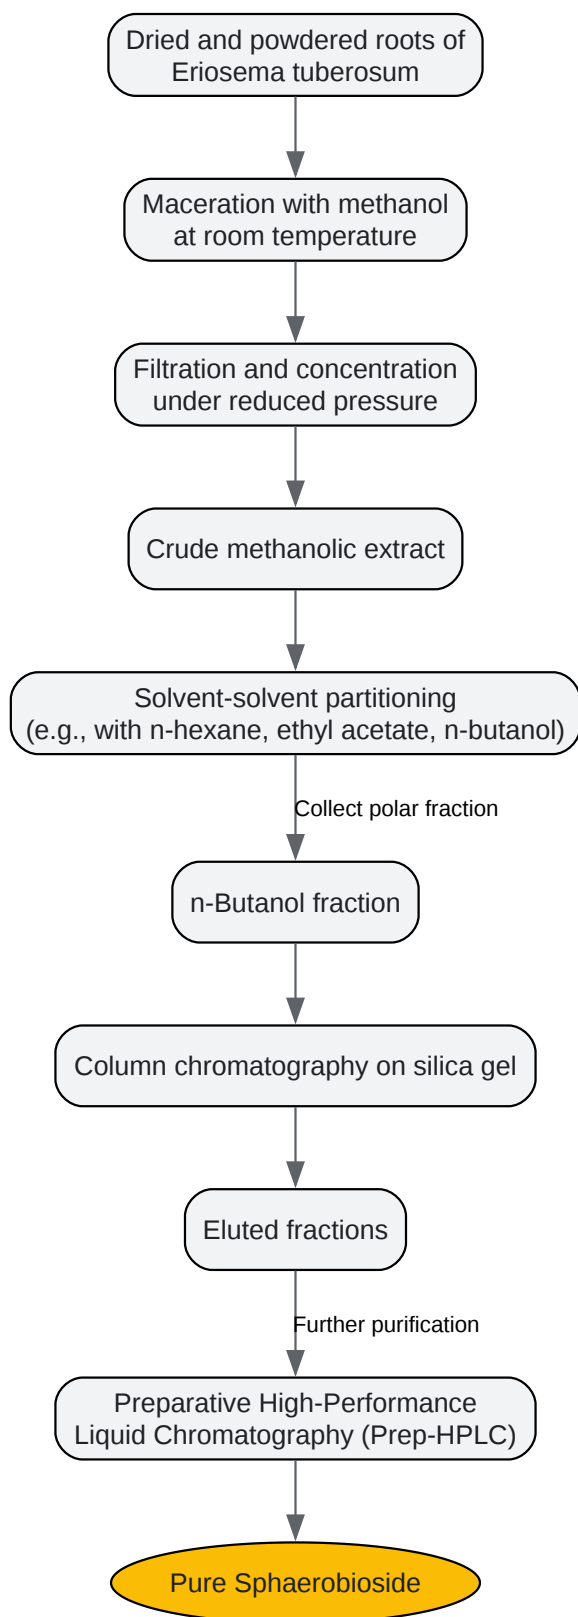 Dried and powdered roots of
Eriosema tuberosum
Maceration with methanol
at room temperature
Filtration and concentration
under reduced pressure
Crude methanolic extract
Solvent-solvent partitioning
(e.g., with n-hexane, ethyl acetate, n-butanol)
Collect polar fraction
n-Butanol fraction
Column chromatography on silica gel
Eluted fractions
Further purification
Preparative High-Performance
Liquid Chromatography (Prep-HPLC)
Pure Sphaerobioside